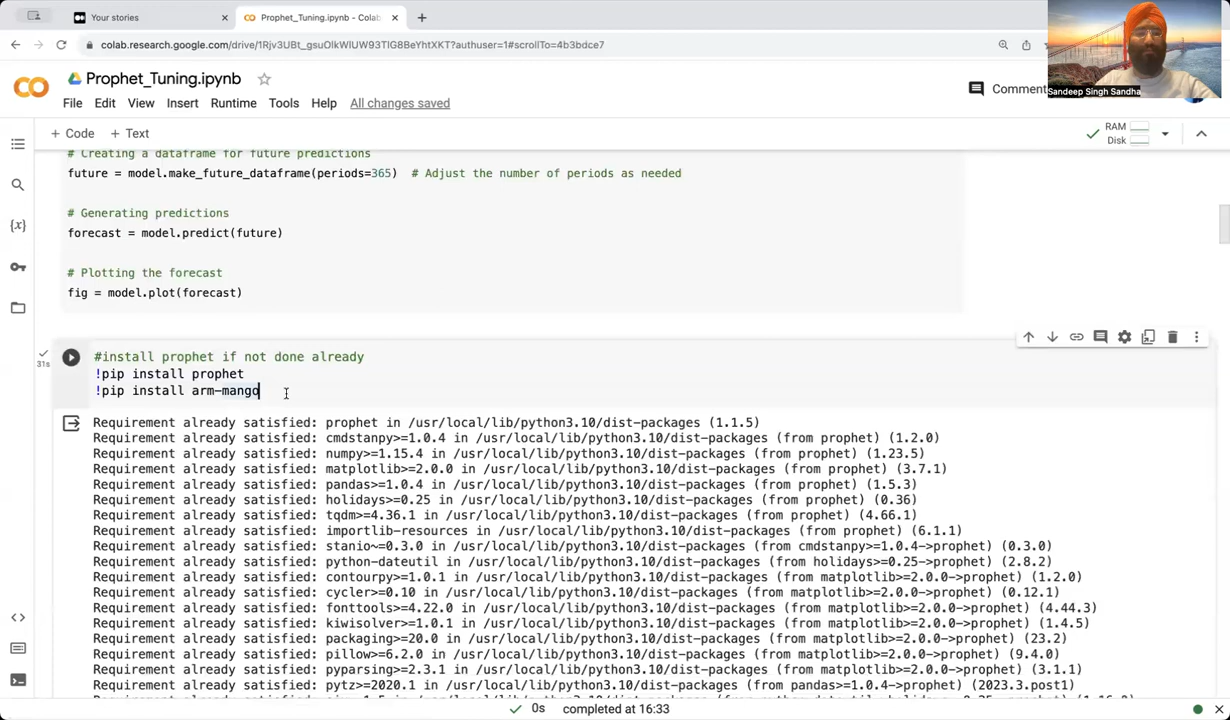 Your stories
Prophet_Tuning.ipynb - Colab
colab.research.google.com/drive/1Rjv3UBt_gsuOlkWlUW93TlG8BeYhtXKT?authuser=1#scrollTo=4b3bdce7
Prophet_Tuning.ipynb
File Edit View Insert Runtime Tools Help All changes saved
Comment
Sandeep Singh Sandha
+ Code + Text
RAM
Disk
# Creating a dataframe for future predictions
future = model.make_future_dataframe(periods=365)  # Adjust the number of periods as needed
# Generating predictions
forecast = model.predict(future)
# Plotting the forecast
fig = model.plot(forecast)
31s
#install prophet if not done already
!pip install prophet
!pip install arm-mango
Requirement already satisfied: prophet in /usr/local/lib/python3.10/dist-packages (1.1.5)
Requirement already satisfied: cmdstanpy>=1.0.4 in /usr/local/lib/python3.10/dist-packages (from prophet) (1.2.0)
Requirement already satisfied: numpy>=1.15.4 in /usr/local/lib/python3.10/dist-packages (from prophet) (1.23.5)
Requirement already satisfied: matplotlib>=2.0.0 in /usr/local/lib/python3.10/dist-packages (from prophet) (3.7.1)
Requirement already satisfied: pandas>=1.0.4 in /usr/local/lib/python3.10/dist-packages (from prophet) (1.5.3)
Requirement already satisfied: holidays>=0.25 in /usr/local/lib/python3.10/dist-packages (from prophet) (0.36)
Requirement already satisfied: tqdm>=4.36.1 in /usr/local/lib/python3.10/dist-packages (from prophet) (4.66.1)
Requirement already satisfied: importlib-resources in /usr/local/lib/python3.10/dist-packages (from prophet) (6.1.1)
Requirement already satisfied: stanio~=0.3.0 in /usr/local/lib/python3.10/dist-packages (from cmdstanpy>=1.0.4->prophet) (0.3.0)
Requirement already satisfied: python-dateutil in /usr/local/lib/python3.10/dist-packages (from holidays>=0.25->prophet) (2.8.2)
Requirement already satisfied: contourpy>=1.0.1 in /usr/local/lib/python3.10/dist-packages (from matplotlib>=2.0.0->prophet) (1.2.0)
Requirement already satisfied: cycler>=0.10 in /usr/local/lib/python3.10/dist-packages (from matplotlib>=2.0.0->prophet) (0.12.1)
Requirement already satisfied: fonttools>=4.22.0 in /usr/local/lib/python3.10/dist-packages (from matplotlib>=2.0.0->prophet) (4.44.3)
Requirement already satisfied: kiwisolver>=1.0.1 in /usr/local/lib/python3.10/dist-packages (from matplotlib>=2.0.0->prophet) (1.4.5)
Requirement already satisfied: packaging>=20.0 in /usr/local/lib/python3.10/dist-packages (from matplotlib>=2.0.0->prophet) (23.2)
Requirement already satisfied: pillow>=6.2.0 in /usr/local/lib/python3.10/dist-packages (from matplotlib>=2.0.0->prophet) (9.4.0)
Requirement already satisfied: pyparsing>=2.3.1 in /usr/local/lib/python3.10/dist-packages (from matplotlib>=2.0.0->prophet) (3.1.1)
Requirement already satisfied: pytz>=2020.1 in /usr/local/lib/python3.10/dist-packages (from pandas>=1.0.4->prophet) (2023.3.post1)
0s completed at 16:33